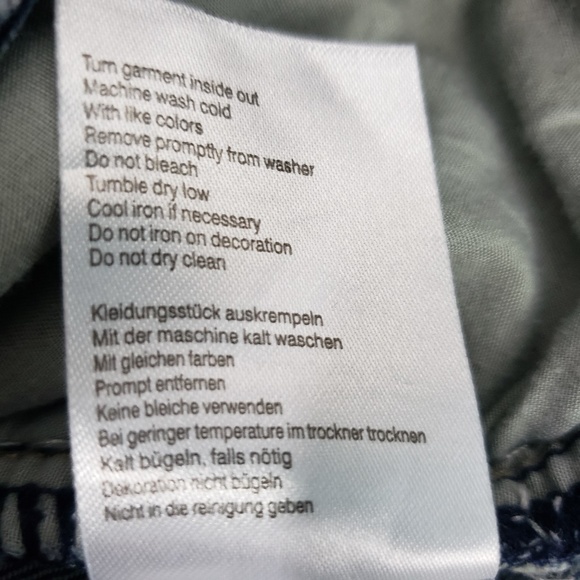 Turn garment inside out
Machine wash cold
With like colors
Remove promptly from washer
Do not bleach
Tumble dry low
Cool iron if necessary
Do not iron on decoration
Do not dry clean
Kleidungsstück auskrempeln
Mit der maschine kalt waschen
Mit gleichen farben
Prompt entfernen
Keine bleiche verwenden
Bei geringer temperature im trockner trocknen
Kalt bügeln, falls nötig
Dekoration nicht bügeln
Nicht in die reinigung geben